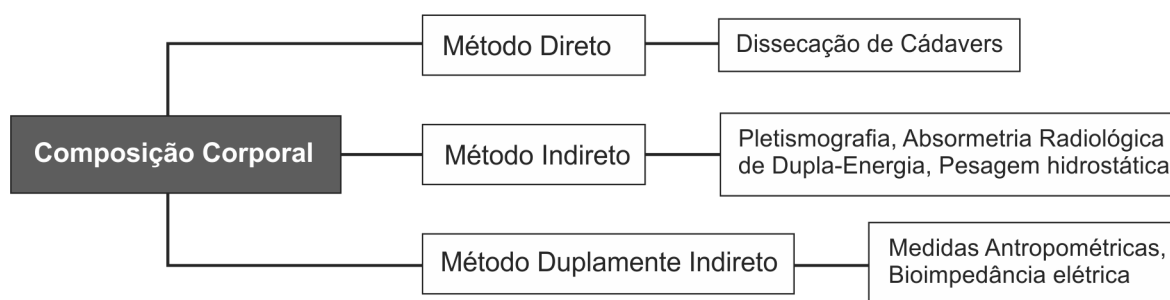 Método Direto
Dissecação de Cádavers
Composição Corporal
Método Indireto
Pletismografia, Absormetria Radiológica
de Dupla-Energia, Pesagem hidrostática
Método Duplamente Indireto
Medidas Antropométricas,
Bioimpedância elétrica